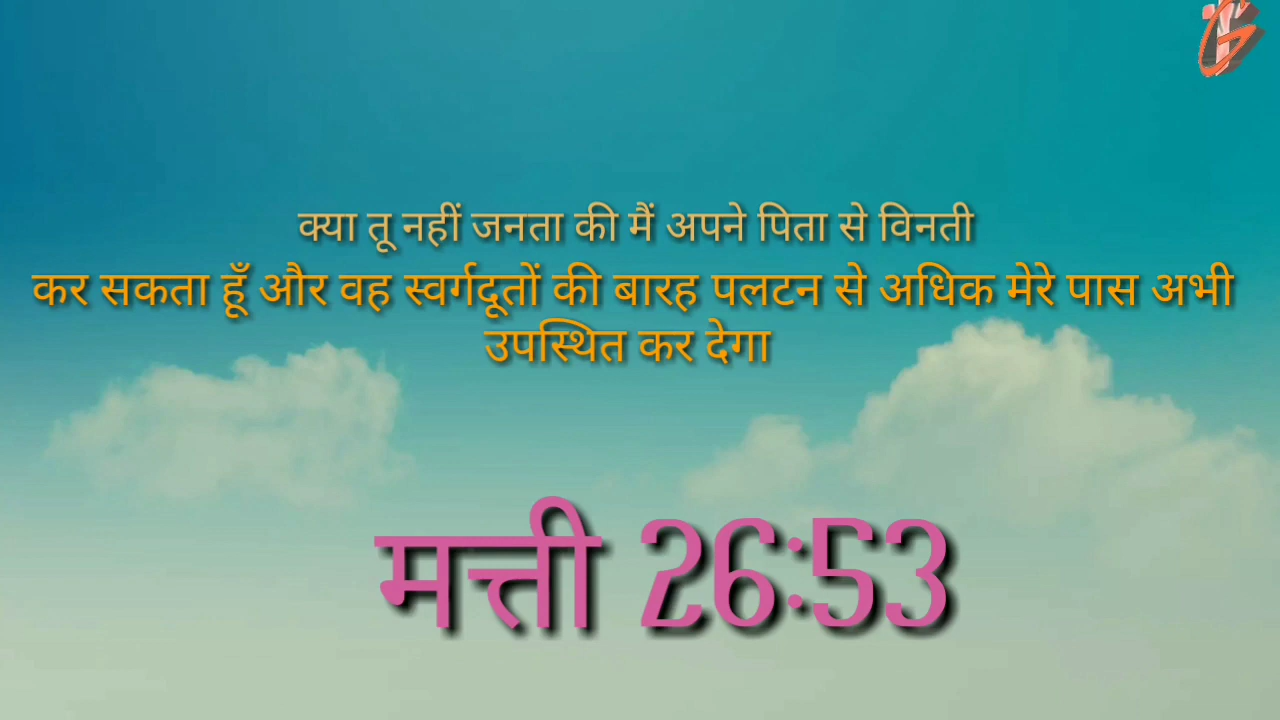 क्या तू नहीं जनता की मैं अपने पिता से विनती
कर सकता हूँ और वह स्वर्गदूतों की बारह पलटन से अधिक मेरे पास अभी
उपस्थित कर देगा
मत्ती 26:53